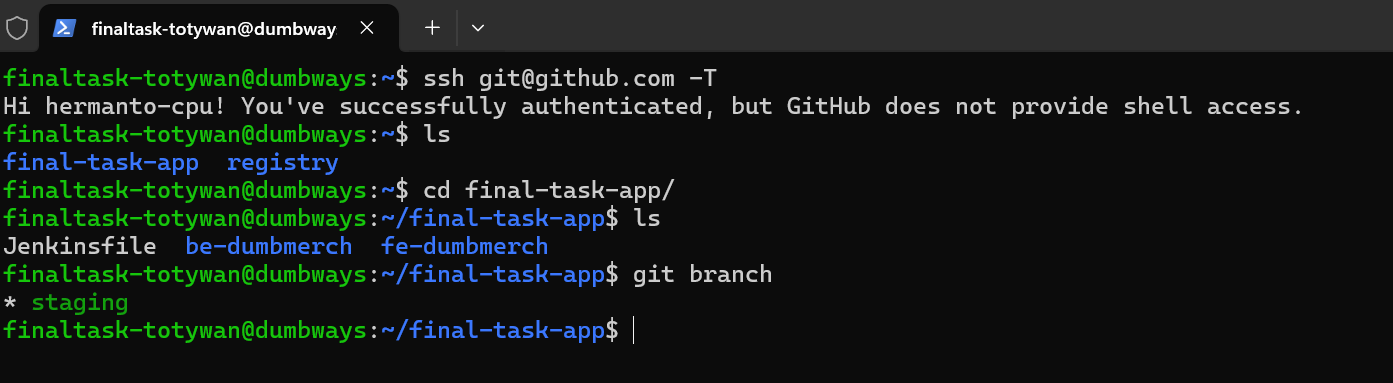 finaltask-totywan@dumbways
finaltask-totywan@dumbways:~$ ssh git@github.com -T
Hi hermanto-cpu! You've successfully authenticated, but GitHub does not provide shell access.
finaltask-totywan@dumbways:~$ ls
final-task-app  registry
finaltask-totywan@dumbways:~$ cd final-task-app/
finaltask-totywan@dumbways:~/final-task-app$ ls
Jenkinsfile  be-dumbmerch  fe-dumbmerch
finaltask-totywan@dumbways:~/final-task-app$ git branch
* staging
finaltask-totywan@dumbways:~/final-task-app$